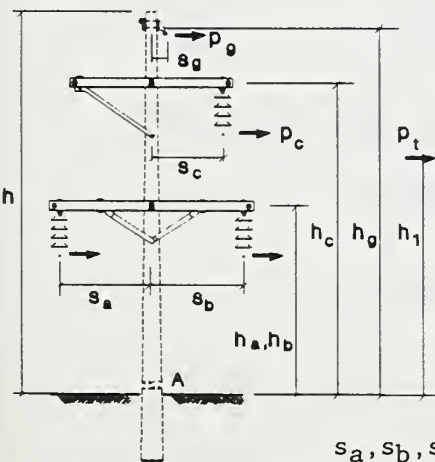 p_g
s_g
p_c
p_t
s_c
h
h_c
h_g
h_1
s_a
s_b
h_a, h_b
A
s_a, s_b, s